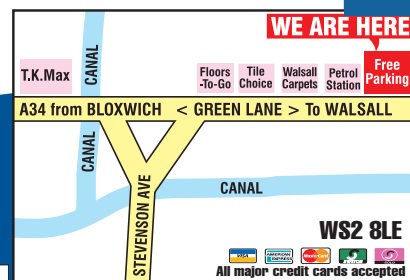 WE ARE HERE
T.K.Max
CANAL
Floors
-To-Go
Tile
Choice
Walsall
Carpets
Petrol
Station
Free
Parking
A34 from BLOXWICH < GREEN LANE > To WALSALL
CANAL
STEVENSON AVE
CANAL
WS2 8LE
VISA
AMERICAN EXPRESS
MasterCard
All major credit cards accepted